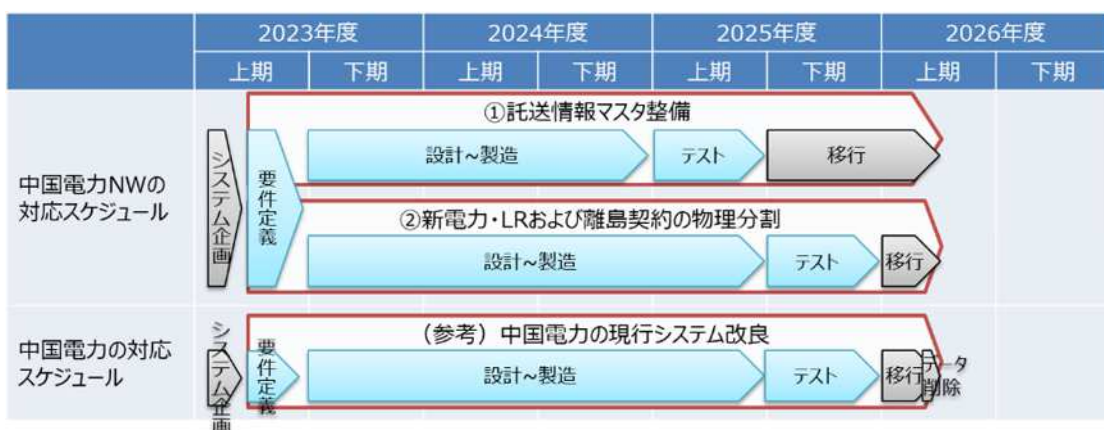 2023年度 2024年度 2025年度 2026年度
上期 下期 上期 下期 上期 下期 上期 下期
中国電力NWの
対応スケジュール
システム企画
要件定義
①託送情報マスタ整備
設計~製造 テスト 移行
②新電力・LRおよび離島契約の物理分割
設計~製造 テスト 移行
中国電力の対応
スケジュール
システム企画
要件定義
(参考)中国電力の現行システム改良
設計~製造 テスト 移行
データ
削除